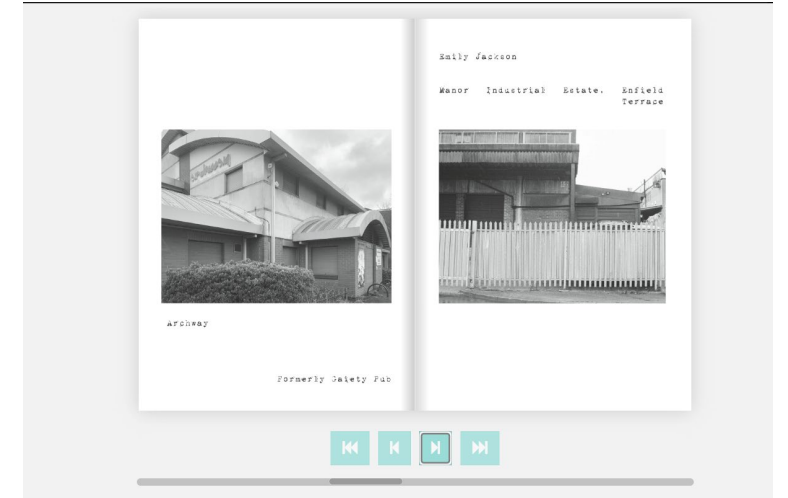 Archway
Formerly Gaiety Pub
Emily Jackson
Manor Industrial Estate. Enfield
Terrace